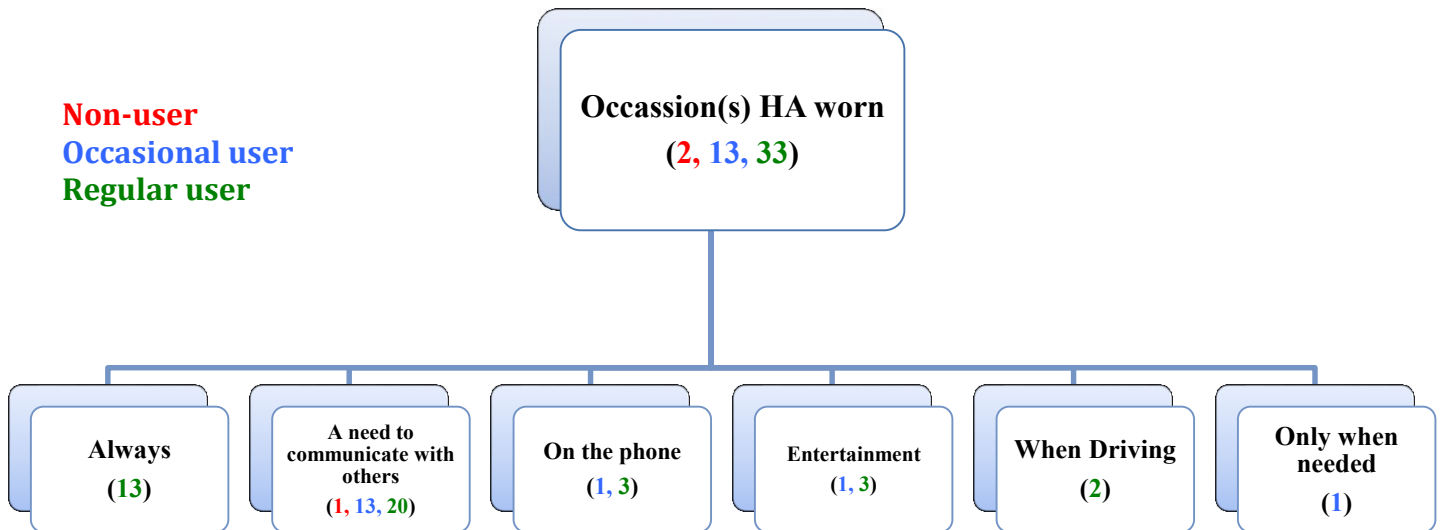 Non-user
Occasional user
Regular user
Occassion(s) HA worn
(2, 13, 33)
Always
(13)
A need to
communicate with
others
(1, 13, 20)
On the phone
(1, 3)
Entertainment
(1, 3)
When Driving
(2)
Only when
needed
(1)